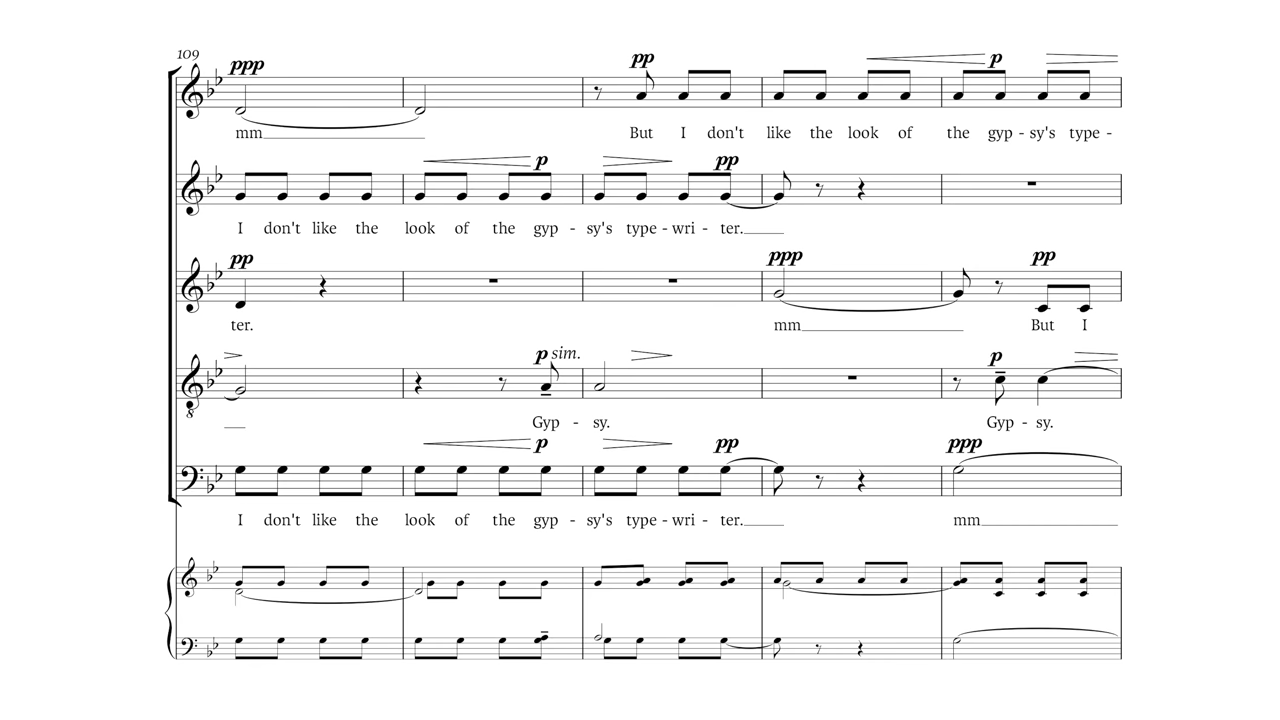 109
ppp
pp
p
mm
But I don't like the look of the gyp - sy's type -
p
pp
I don't like the look of the gyp - sy's type - wri - ter.
pp
ppp
pp
ter.
mm
But I
p sim.
p
8
Gyp - sy.
Gyp - sy.
p
pp
ppp
I don't like the look of the gyp - sy's type - wri - ter.
mm